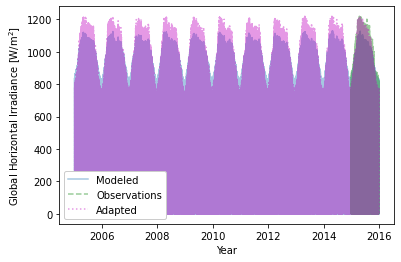 Global Horizontal Irradiance [W/m²]
1200
1000
800
600
400
200
0
Modeled
Observations
Adapted
2006 2008 2010 2012 2014 2016
Year